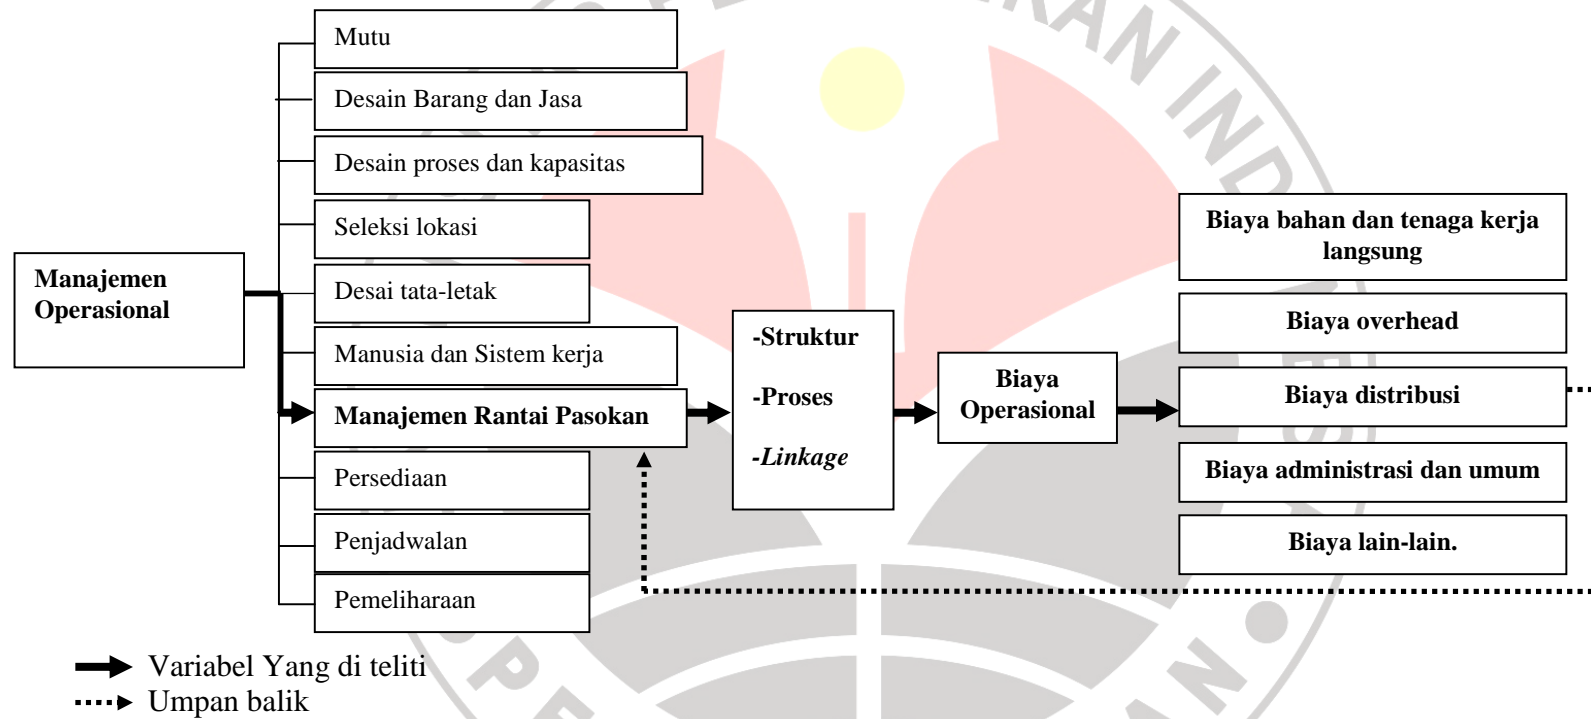 Mutu
Desain Barang dan Jasa
Desain proses dan kapasitas
Seleksi lokasi
Desai tata-letak
Manusia dan Sistem kerja
Manajemen Rantai Pasokan
Persediaan
Penjadwalan
Pemeliharaan
Manajemen
Operasional
-Struktur
-Proses
-Linkage
Biaya
Operasional
Biaya bahan dan tenaga kerja
langsung
Biaya overhead
Biaya distribusi
Biaya administrasi dan umum
Biaya lain-lain.
Variabel Yang di teliti
Umpan balik